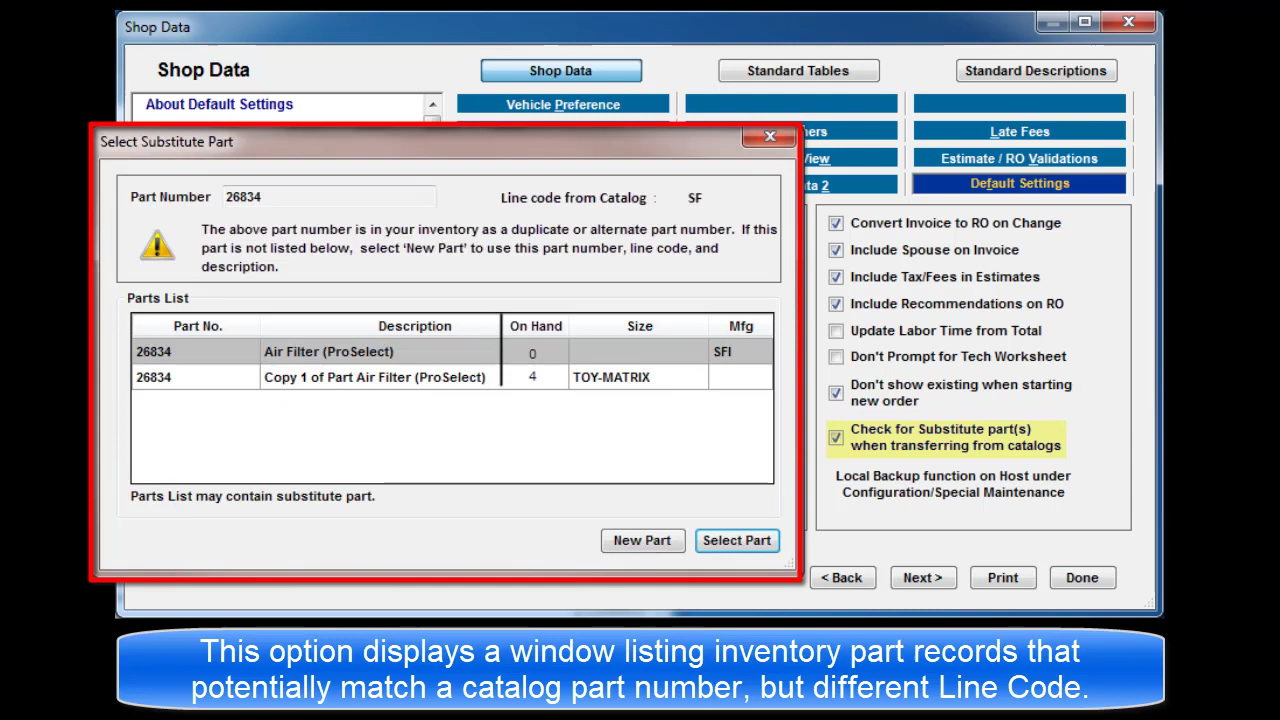 Shop Data
Shop Data
Shop Data
Standard Tables
Standard Descriptions
About Default Settings
Vehicle Preference
Late Fees
Estimate / RO Validations
Default Settings
hers
View
ta 2
Select Substitute Part
Part Number 26834 Line code from Catalog : SF
The above part number is in your inventory as a duplicate or alternate part number. If this
part is not listed below, select ‘New Part’ to use this part number, line code, and
description.
Parts List
Part No. Description On Hand Size Mfg
26834 Air Filter (ProSelect) 0 SFI
26834 Copy 1 of Part Air Filter (ProSelect) 4 TOY-MATRIX
Parts List may contain substitute part.
New Part Select Part
Convert Invoice to RO on Change
Include Spouse on Invoice
Include Tax/Fees in Estimates
Include Recommendations on RO
Update Labor Time from Total
Don't Prompt for Tech Worksheet
Don't show existing when starting
new order
Check for Substitute part(s)
when transferring from catalogs
Local Backup function on Host under
Configuration/Special Maintenance
< Back Next > Print Done
This option displays a window listing inventory part records that
potentially match a catalog part number, but different Line Code.